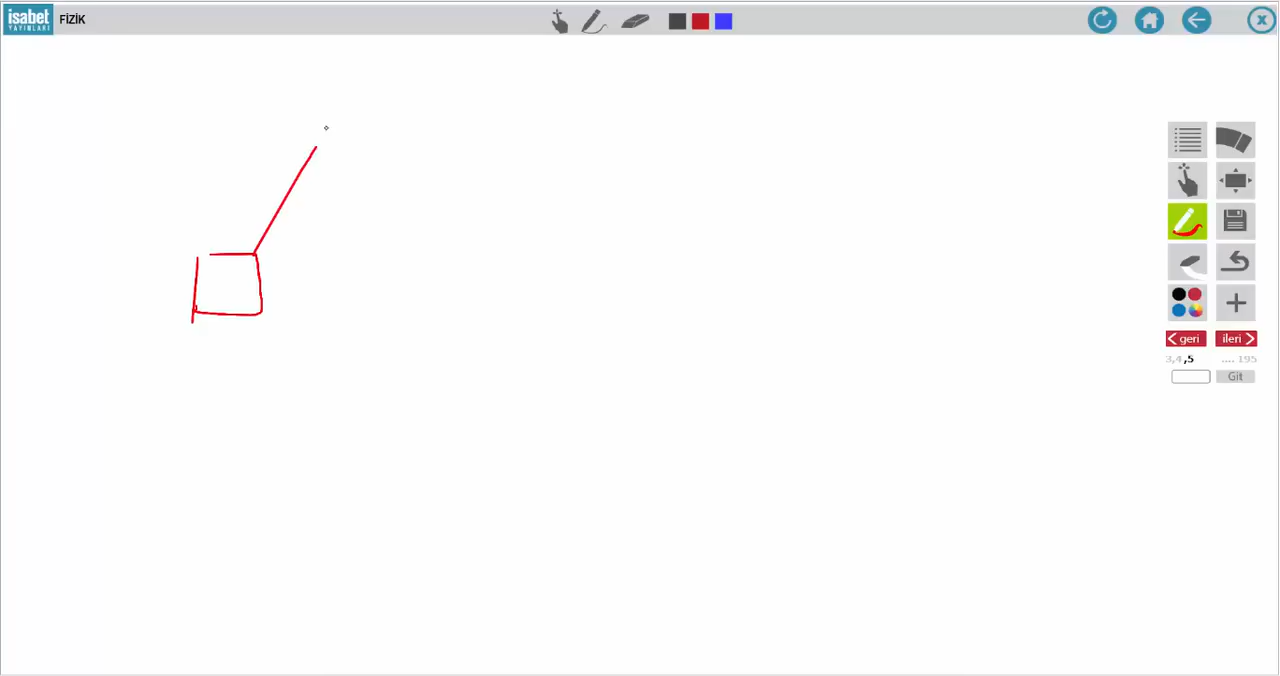 isabet
YAYINLARI
FİZİK
geri
ileri
3,4,5
.... 195
Git